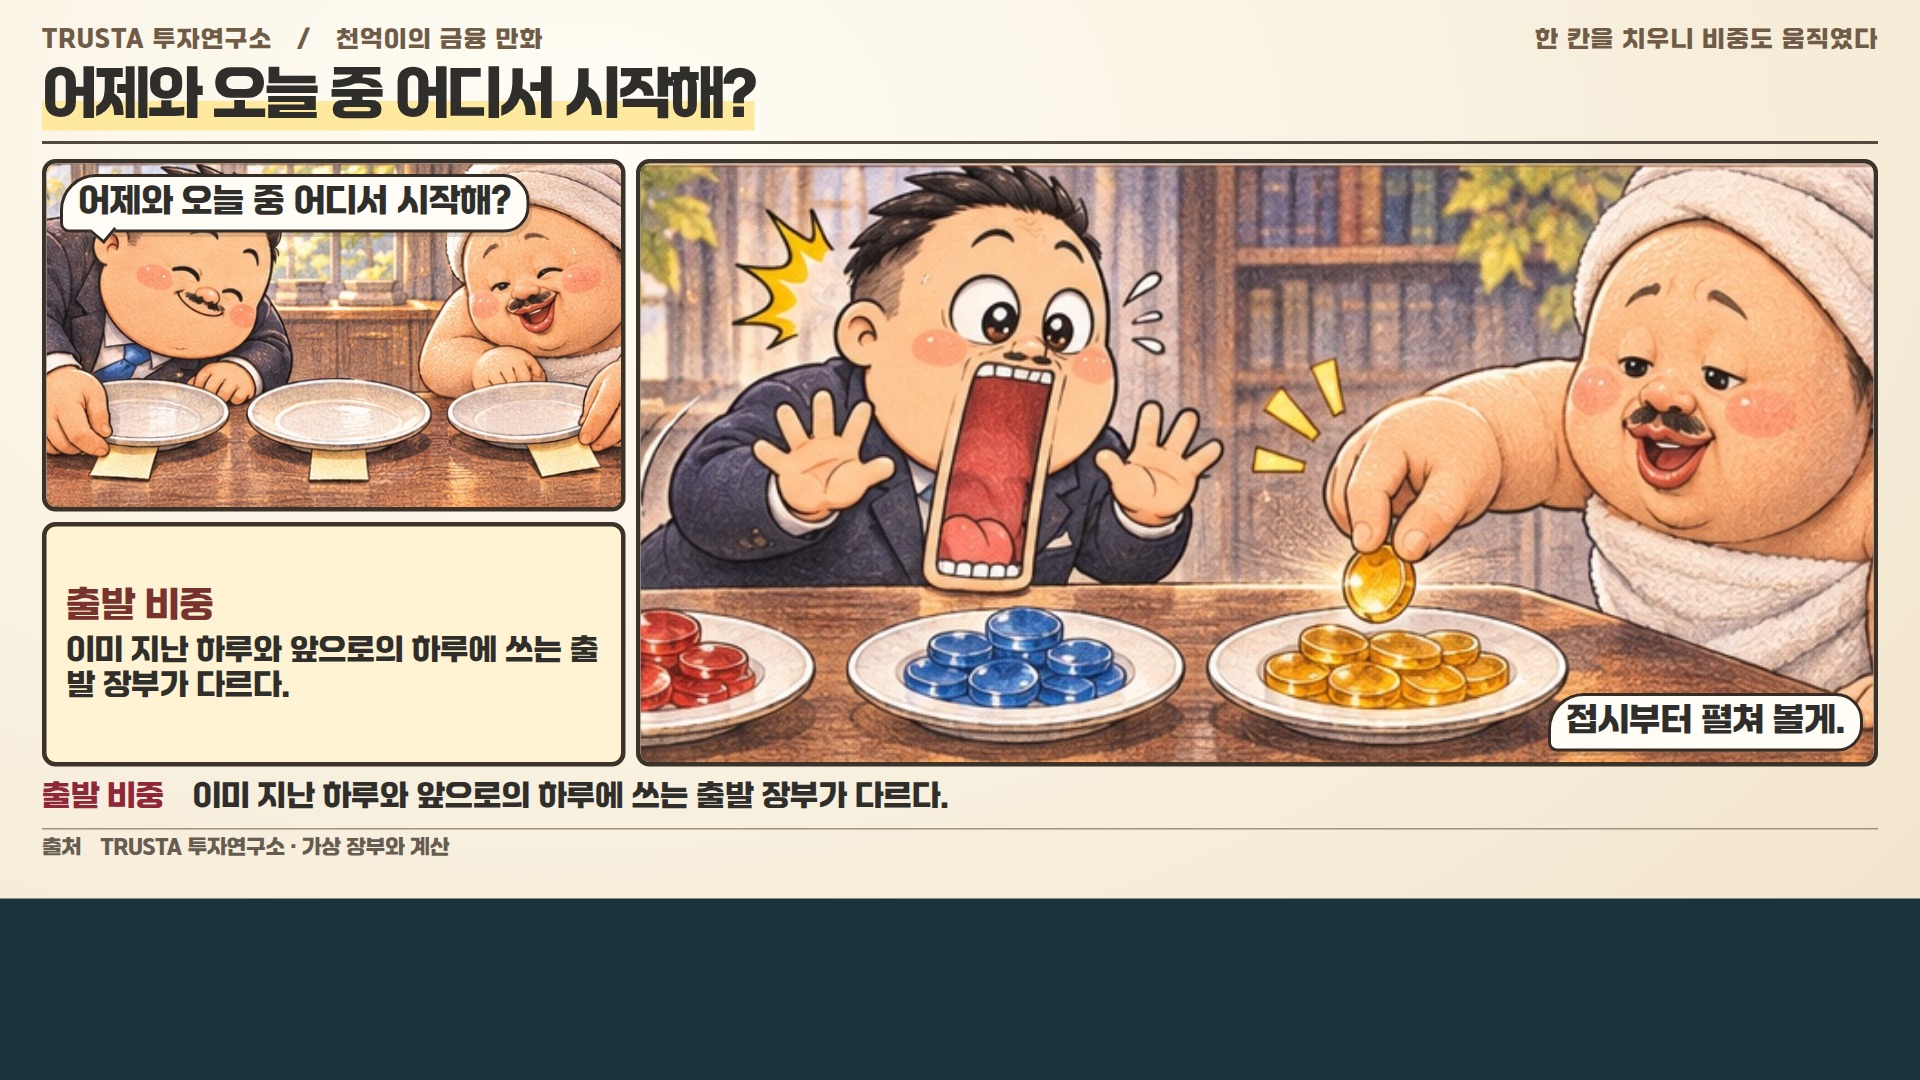 TRUSTA 투자연구소 / 천억이의 금융 만화
한 칸을 치우니 비중도 움직였다
어제와 오늘 중 어디서 시작해?
어제와 오늘 중 어디서 시작해?
출발 비중
이미 지난 하루와 앞으로의 하루에 쓰는 출
발 장부가 다르다.
접시부터 펼쳐 볼게.
출발 비중 이미 지난 하루와 앞으로의 하루에 쓰는 출발 장부가 다르다.
출처 TRUSTA 투자연구소 · 가상 장부와 계산